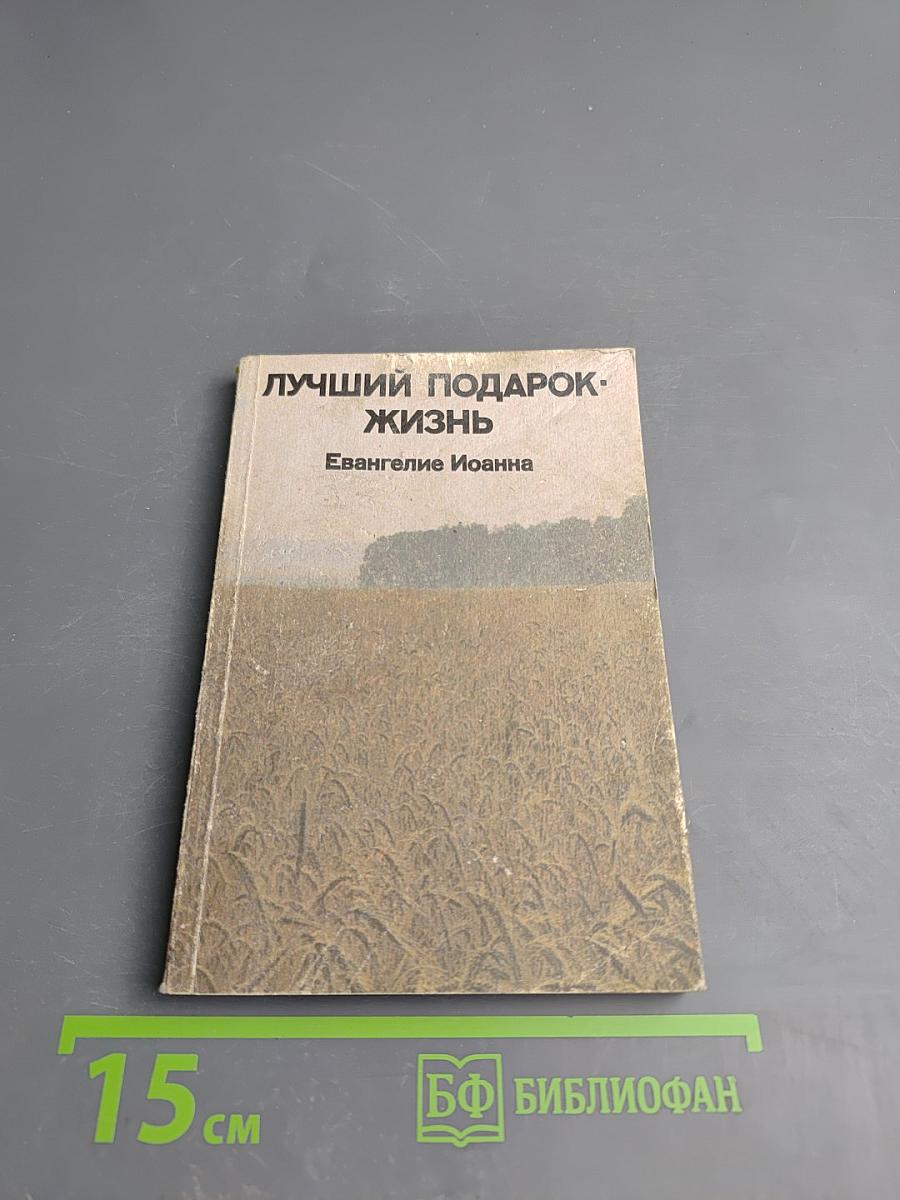 ЛУЧШИЙ ПОДАРОК-
ЖИЗНЬ
Евангелие Иоанна
15 см
БФ БИБЛИОФАН